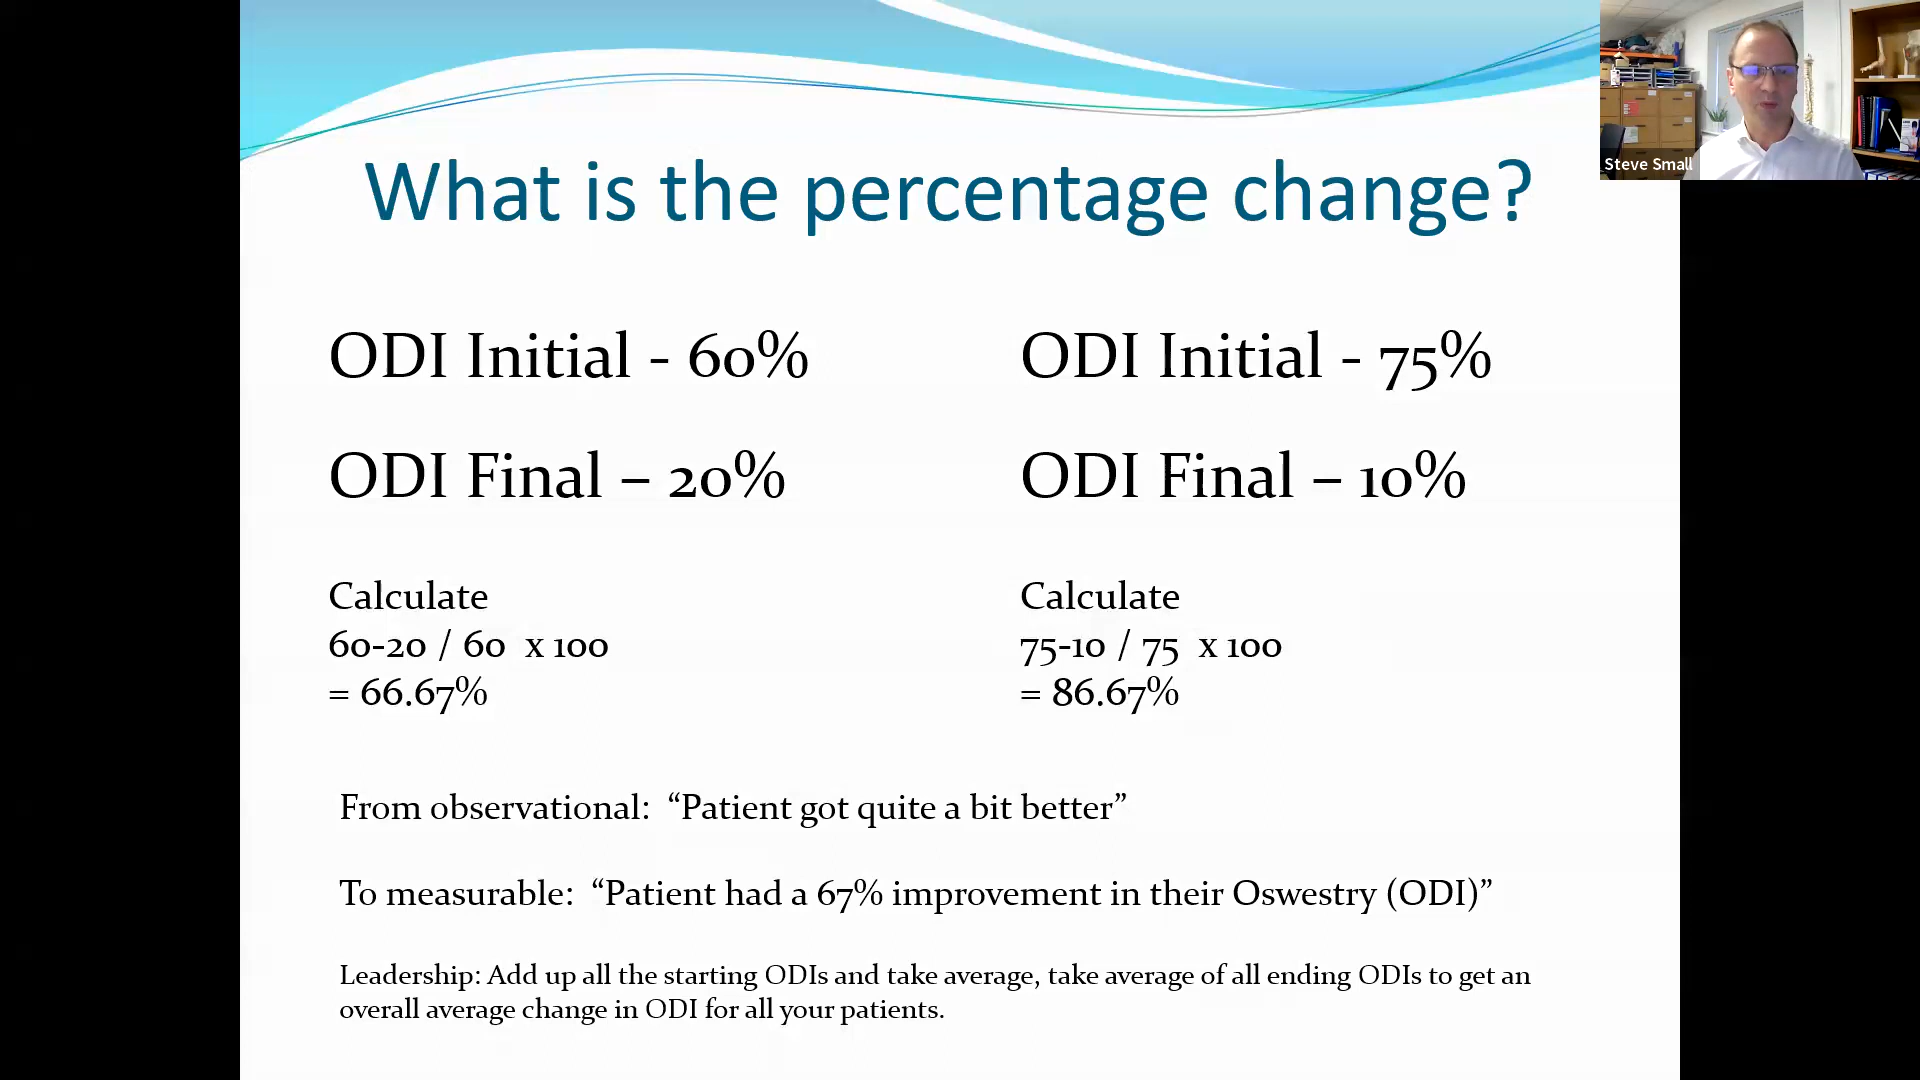 What is the percentage change?
Steve Small
ODI Initial - 60%
ODI Final – 20%
Calculate
60-20 / 60 x 100
= 66.67%
ODI Initial - 75%
ODI Final – 10%
Calculate
75-10 / 75 x 100
= 86.67%
From observational: “Patient got quite a bit better”
To measurable: “Patient had a 67% improvement in their Oswestry (ODI)”
Leadership: Add up all the starting ODIs and take average, take average of all ending ODIs to get an
overall average change in ODI for all your patients.